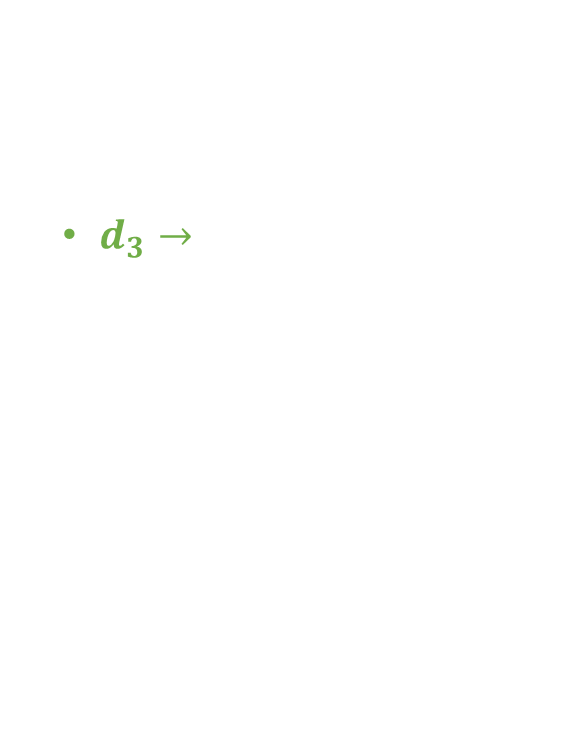 • d₃ →